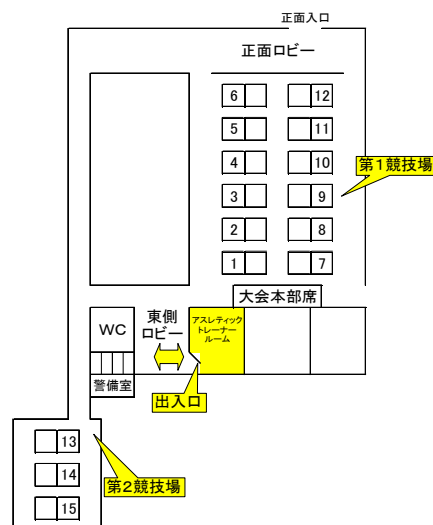 正面入口
正面ロビー
6
12
5
11
4
10
第1競技場
3
9
2
8
1
7
大会本部席
WC
東側
ロビー
アスレティック
トレーナー
ルーム
警備室
出入口
13
14
第2競技場
15